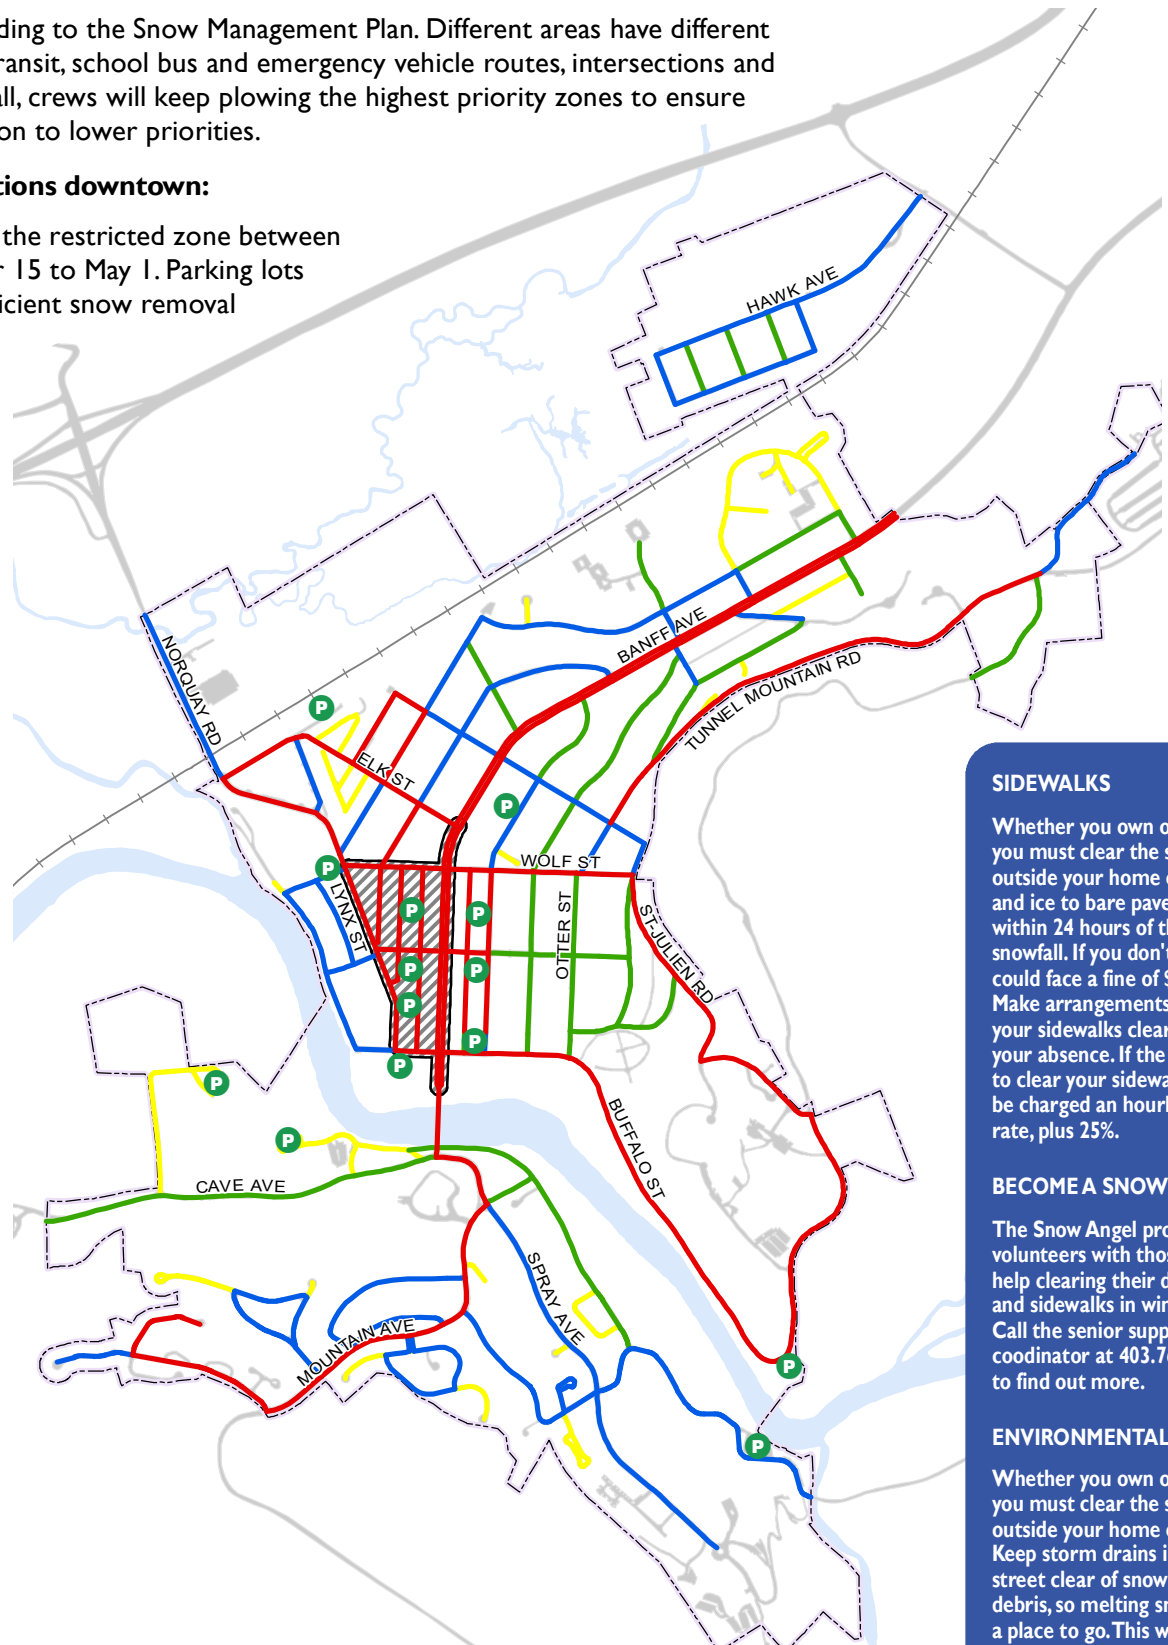 ding to the Snow Management Plan. Different areas have different
ransit, school bus and emergency vehicle routes, intersections and
all, crews will keep plowing the highest priority zones to ensure
on to lower priorities.
tions downtown:
the restricted zone between
r 15 to May 1. Parking lots
ficient snow removal
HAWK AVE
NORQUAY RD
BANFF AVE
TUNNEL MOUNTAIN RD
P
ELK ST
P
WOLF ST
P
LYNX ST
P
P
OTTER ST
ST-JULIEN RD
P
P
P
P
P
P
P
BUFFALO ST
CAVE AVE
SPRAY AVE
MOUNTAIN AVE
P
P
SIDEWALKS
Whether you own o
you must clear the s
outside your home
and ice to bare pave
within 24 hours of th
snowfall. If you don't
could face a fine of
Make arrangements
your sidewalks clear
your absence. If the
to clear your sidewa
be charged an hourl
rate, plus 25%.
BECOME A SNOW
The Snow Angel pro
volunteers with thos
help clearing their d
and sidewalks in win
Call the senior supp
coodinator at 403.7
to find out more.
ENVIRONMENTAL
Whether you own o
you must clear the s
outside your home
Keep storm drains i
street clear of snow
debris, so melting sn
a place to go. This w